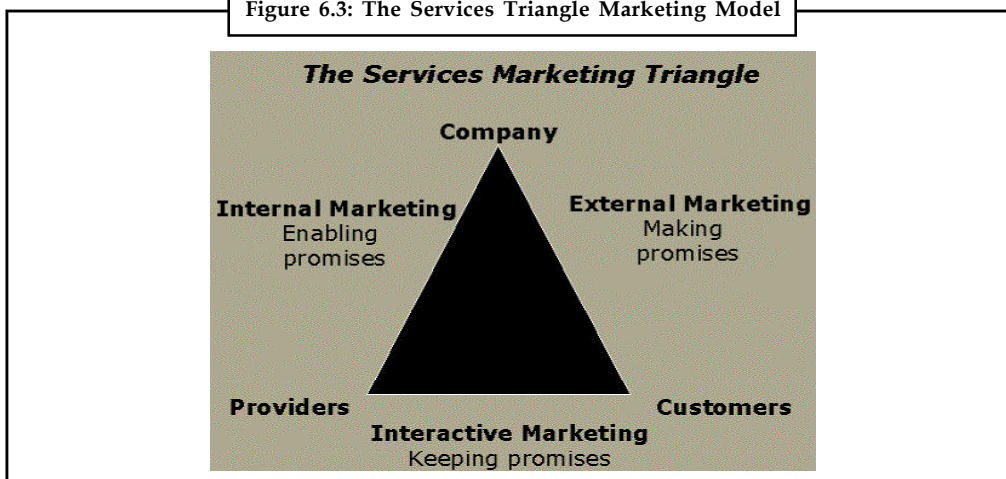 Figure 6.3: The Services Triangle Marketing Model
The Services Marketing Triangle
Company
Internal Marketing
Enabling
promises
External Marketing
Making
promises
Providers
Customers
Interactive Marketing
Keeping promises